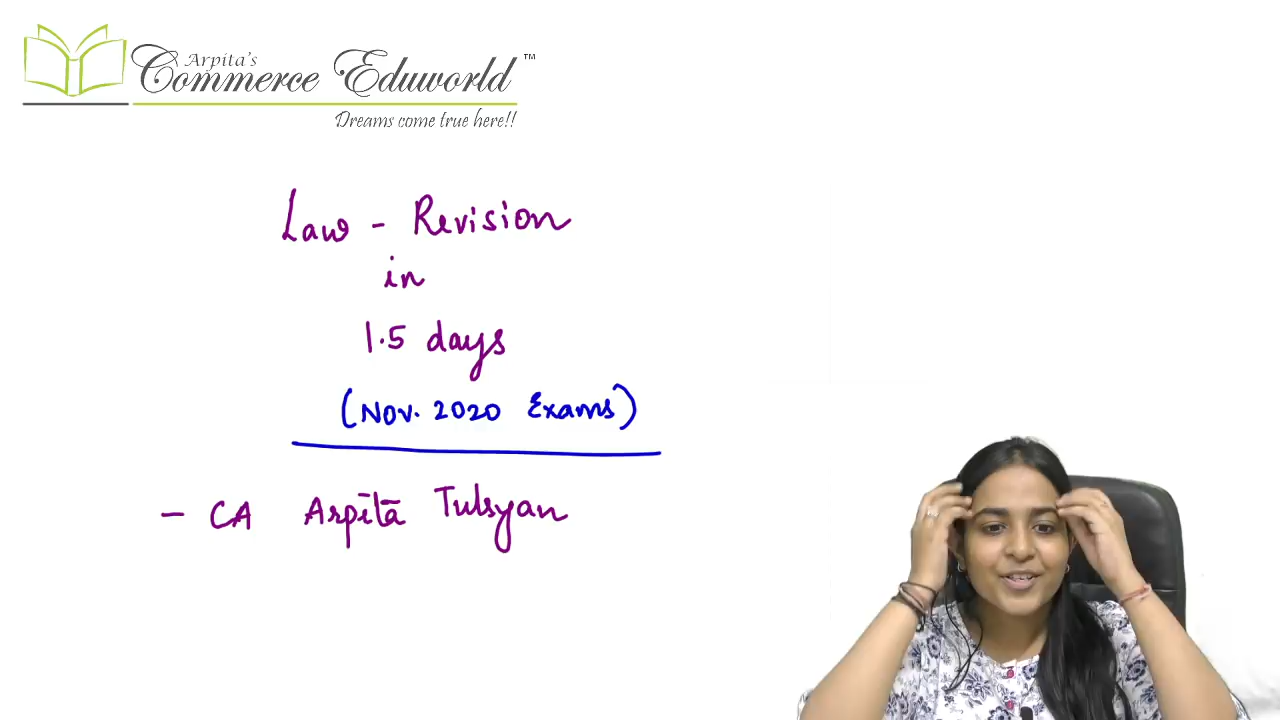 Arpita's
Commerce Eduworld™
Dreams come true here!!
Law - Revision
in
1.5 days
(Nov. 2020 Exams)
- CA Arpita Tulsyan